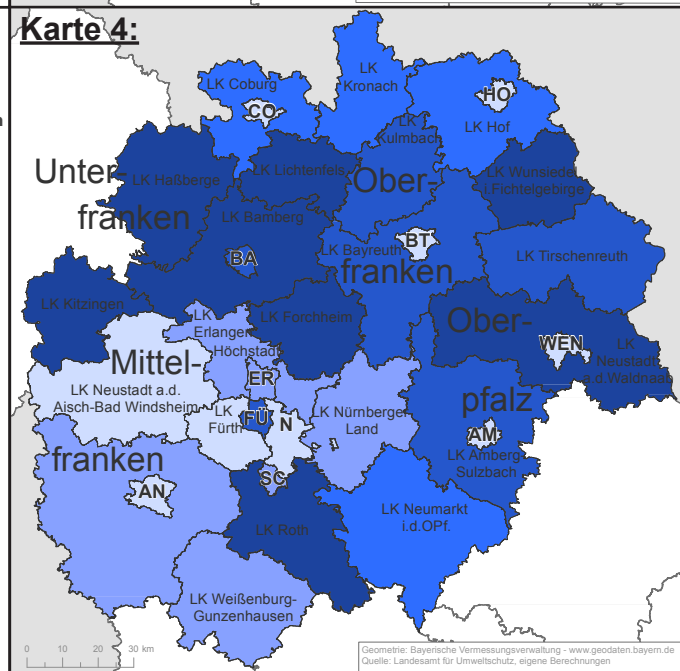 Karte 4:
LK
Kronach
LK Coburg
CO
HO
LK Hof
LK
Kulmbach
Unter-
franken
LK Haßberge
LK Lichtenfels
Ober-
franken
LK Wunsiedel
i.Fichtelgebirge
LK Bamberg
BA
LK Bayreuth
BT
LK Tirschenreuth
LK Kitzingen
LK
Erlangen
Höchstadt
LK Forchheim
Ober-
pfalz
WEN
LK
Neustadt
a.d.Waldnaab
Mittel-
franken
LK Neustadt a.d.
Aisch-Bad Windsheim
ER
LK
Fürth
FÜ
N
LK Nürnberger
Land
AM
LK Amberg
Sulzbach
AN
SC
LK Roth
LK Neumarkt
i.d.OPf.
LK Weißenburg-
Gunzenhausen
0 10 20 30 km
Geometrie: Bayerische Vermessungsverwaltung - www.geodaten.bayern.de
Quelle: Landesamt für Umweltschutz, eigene Berechnungen